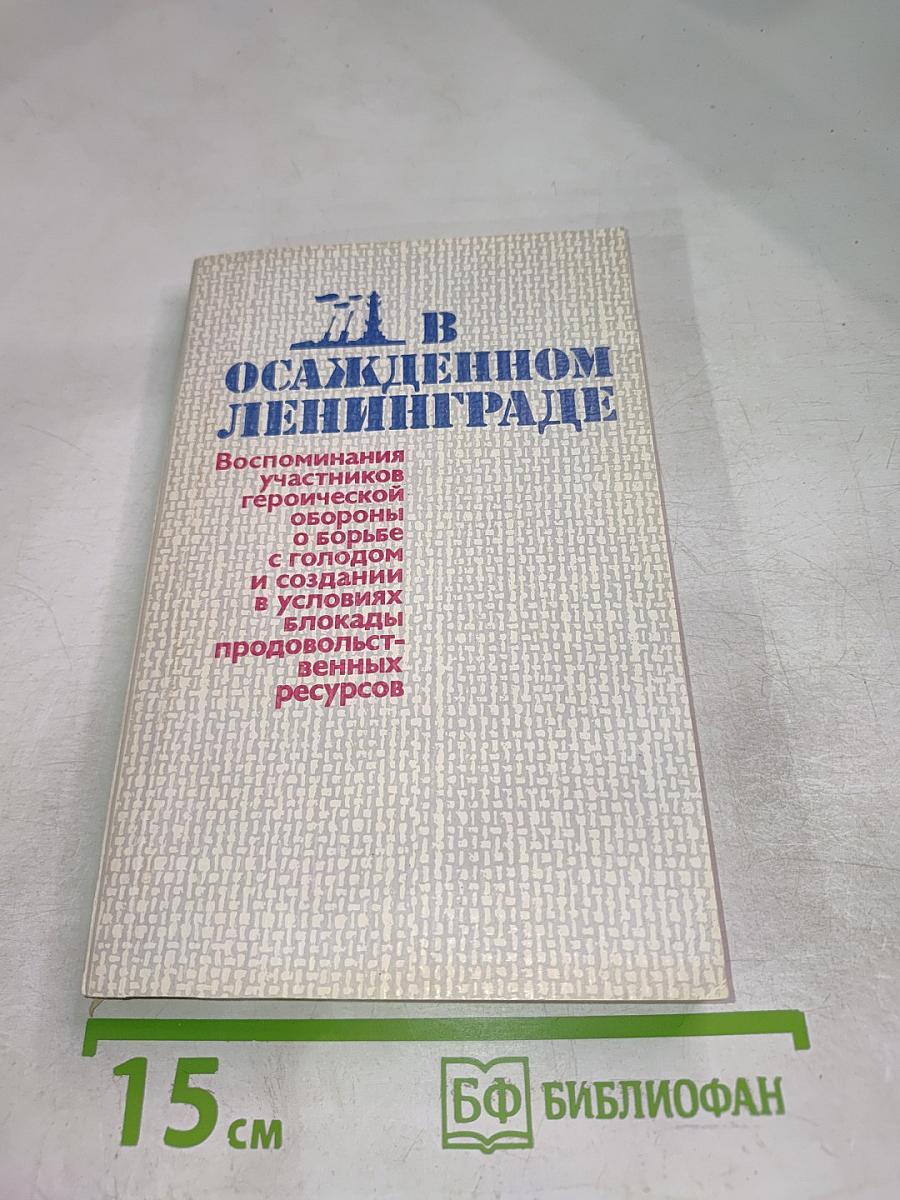 В
ОСАЖДЕННОМ
ЛЕНИНГРАДЕ
Воспоминания
участников
героической
обороны
о борьбе
с голодом
и создании
в условиях
блокады
продовольст-
венных
ресурсов
15 см
БФ БИБЛИОФАН